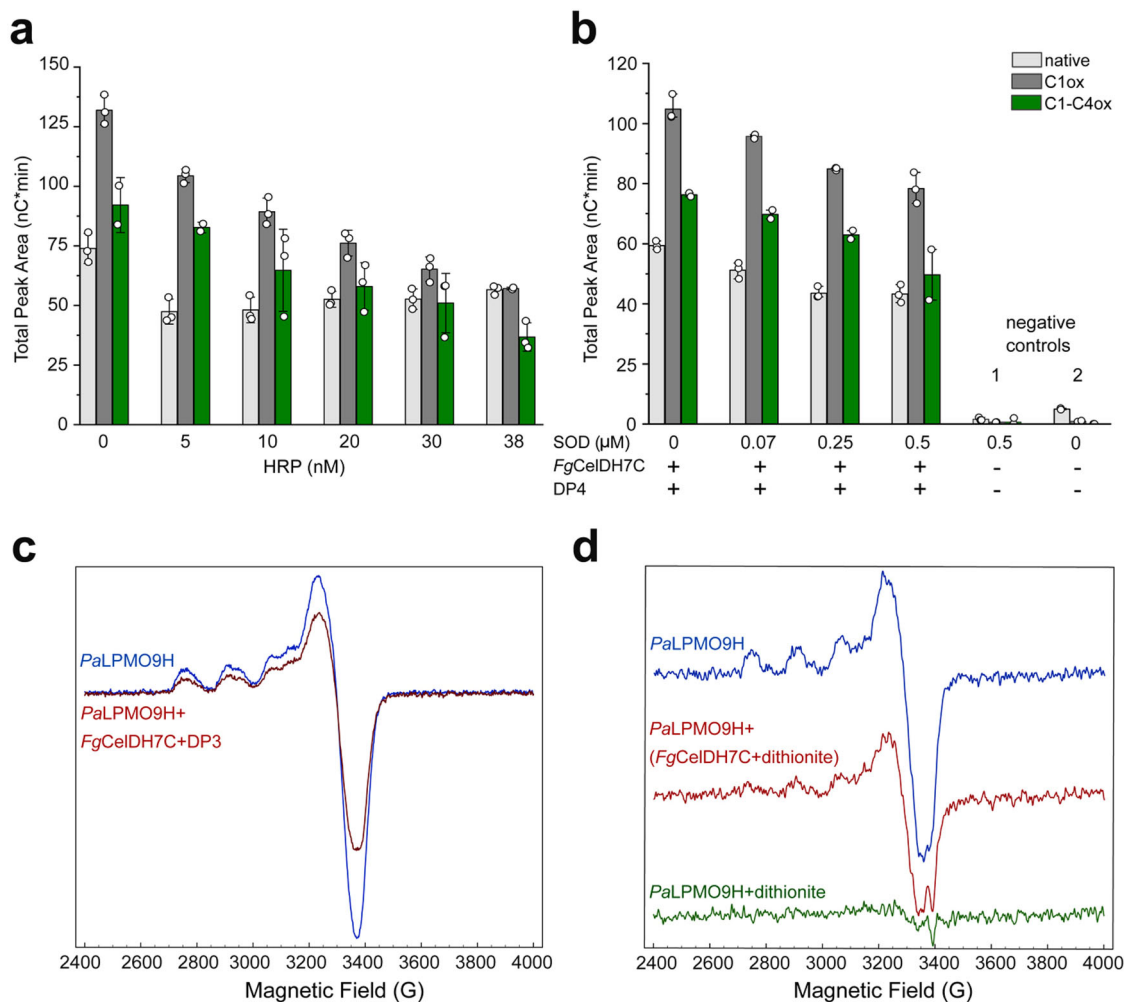 a
150
125
100
75
50
25
0
Total Peak Area (nC*min)
0 5 10 20 30 38
HRP (nM)
b
native
C1ox
C1-C4ox
120
100
80
60
40
25
0
Total Peak Area (nC*min)
negative
controls
1 2
SOD (µM) 0 0.07 0.25 0.5 0.5 0
FgCelDH7C + + + + - -
DP4 + + + + - -
c
PaLPMO9H
PaLPMO9H+
FgCelDH7C+DP3
2400 2600 2800 3000 3200 3400 3600 3800 4000
Magnetic Field (G)
d
PaLPMO9H
PaLPMO9H+
(FgCelDH7C+dithionite)
PaLPMO9H+dithionite
2400 2600 2800 3000 3200 3400 3600 3800 4000
Magnetic Field (G)